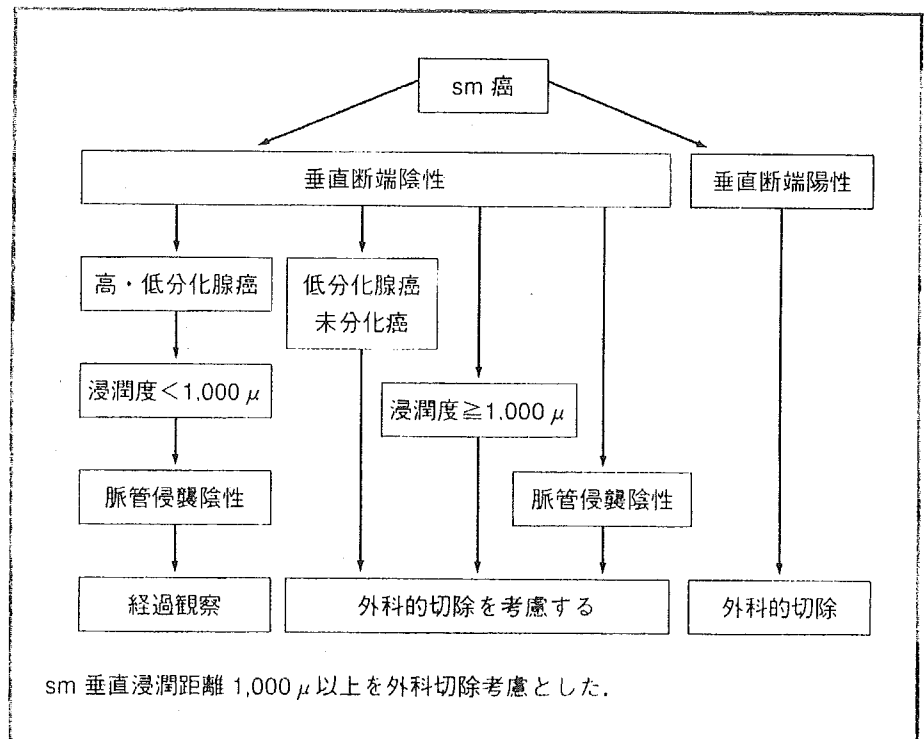 sm 癌
垂直断端陰性
垂直断端陽性
高・低分化腺癌
低分化腺癌
未分化癌
浸潤度<1,000 μ
浸潤度≧1,000 μ
脈管侵襲陰性
脈管侵襲陰性
経過観察
外科的切除を考慮する
外科的切除
sm 垂直浸潤距離 1,000 μ 以上を外科切除考慮とした.